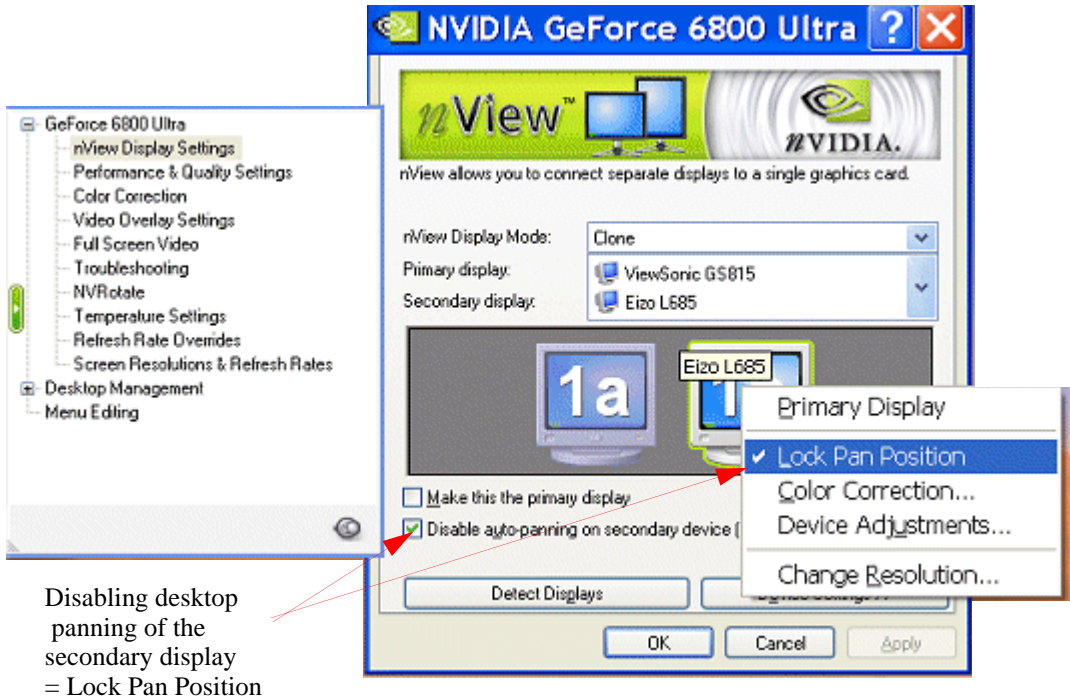 NVIDIA GeForce 6800 Ultra
nView™
nVIDIA.
nView allows you to connect separate displays to a single graphics card.
GeForce 6800 Ultra
nView Display Settings
Performance & Quality Settings
Color Correction
Video Overlay Settings
Full Screen Video
Troubleshooting
NVRotate
Temperature Settings
Refresh Rate Overrides
Screen Resolutions & Refresh Rates
Desktop Management
Menu Editing
nView Display Mode: Clone
Primary display: ViewSonic GS815
Secondary display: Eizo L685
1a
Eizo L685
Primary Display
Lock Pan Position
Color Correction...
Device Adjustments...
Change Resolution...
Make this the primary display
Disable auto-panning on secondary device (
Detect Displays
OK
Cancel
Apply
Disabling desktop
panning of the
secondary display
= Lock Pan Position